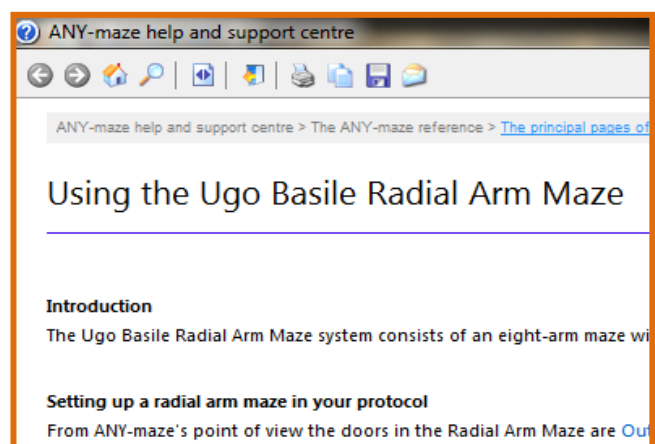 ANY-maze help and support centre
ANY-maze help and support centre > The ANY-maze reference > The principal pages of
Using the Ugo Basile Radial Arm Maze
Introduction
The Ugo Basile Radial Arm Maze system consists of an eight-arm maze wi
Setting up a radial arm maze in your protocol
From ANY-maze's point of view the doors in the Radial Arm Maze are Out